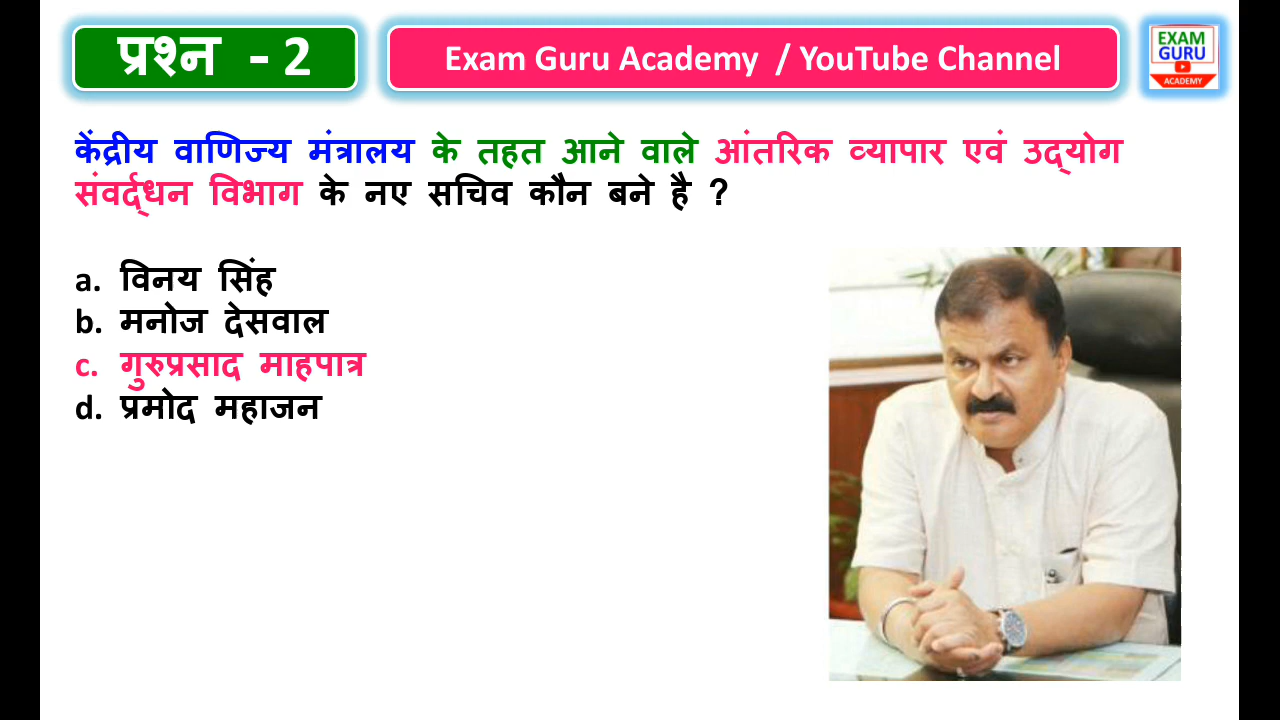 प्रश्न - 2
Exam Guru Academy / YouTube Channel
EXAM
GURU
ACADEMY
केंद्रीय वाणिज्य मंत्रालय के तहत आने वाले आंतरिक व्यापार एवं उद्योग
संवर्द्धन विभाग के नए सचिव कौन बने है ?
a. विनय सिंह
b. मनोज देसवाल
c. गुरुप्रसाद माहपात्र
d. प्रमोद महाजन